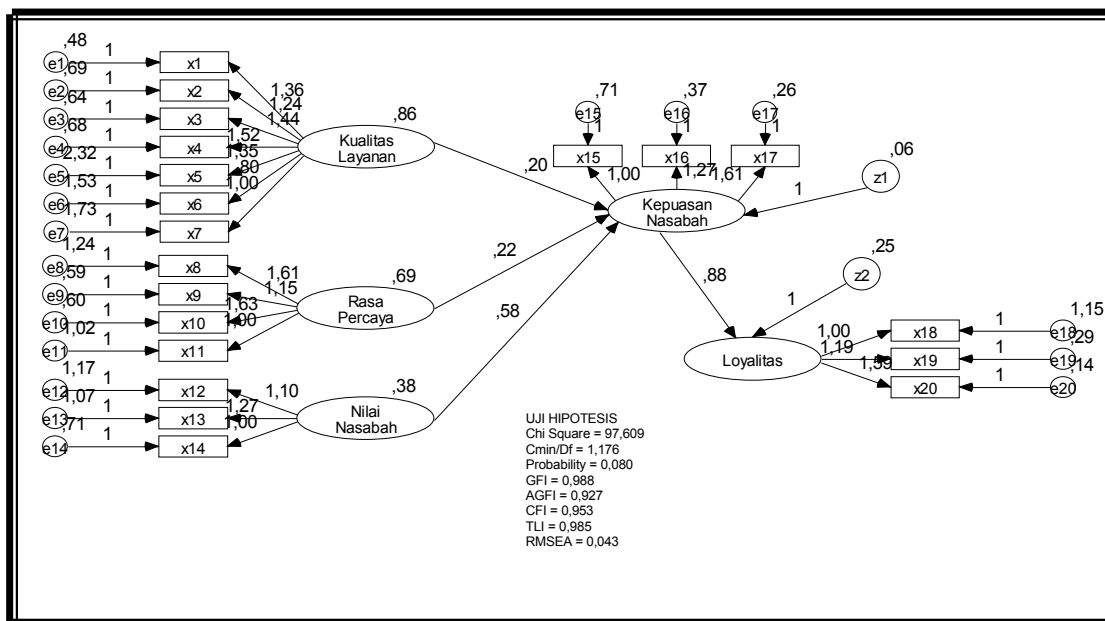 ,48
1
e1
x1
,69
1
e2
x2
,64
1
e3
x3
,68
1
e4
x4
2,32
1
e5
x5
1,53
1
e6
x6
1,73
1
e7
x7
1,36
1,24
1,44
1,52
1,35
,80
1,00
Kualitas
Layanan
,86
1,24
1
e8
x8
,59
1
e9
x9
,60
1
e10
x10
1,02
1
e11
x11
1,61
1,15
1,63
1,00
Rasa
Percaya
,69
1,17
1
e12
x12
1,07
1
e13
x13
,71
1
e14
x14
1,10
1,27
1,00
Nilai
Nasabah
,38
,20
,22
,58
,71
e15
1
x15
,37
e16
1
x16
,26
e17
1
x17
1,00
1,27
1,61
Kepuasan
Nasabah
,06
z1
1
,88
,25
z2
1
Loyalitas
1,00
1,19
1,59
x18
1
e18
1,15
x19
1
e19
,29
x20
1
e20
,14
UJI HIPOTESIS
Chi Square = 97,609
Cmin/Df = 1,176
Probability = 0,080
GFI = 0,988
AGFI = 0,927
CFI = 0,953
TLI = 0,985
RMSEA = 0,043